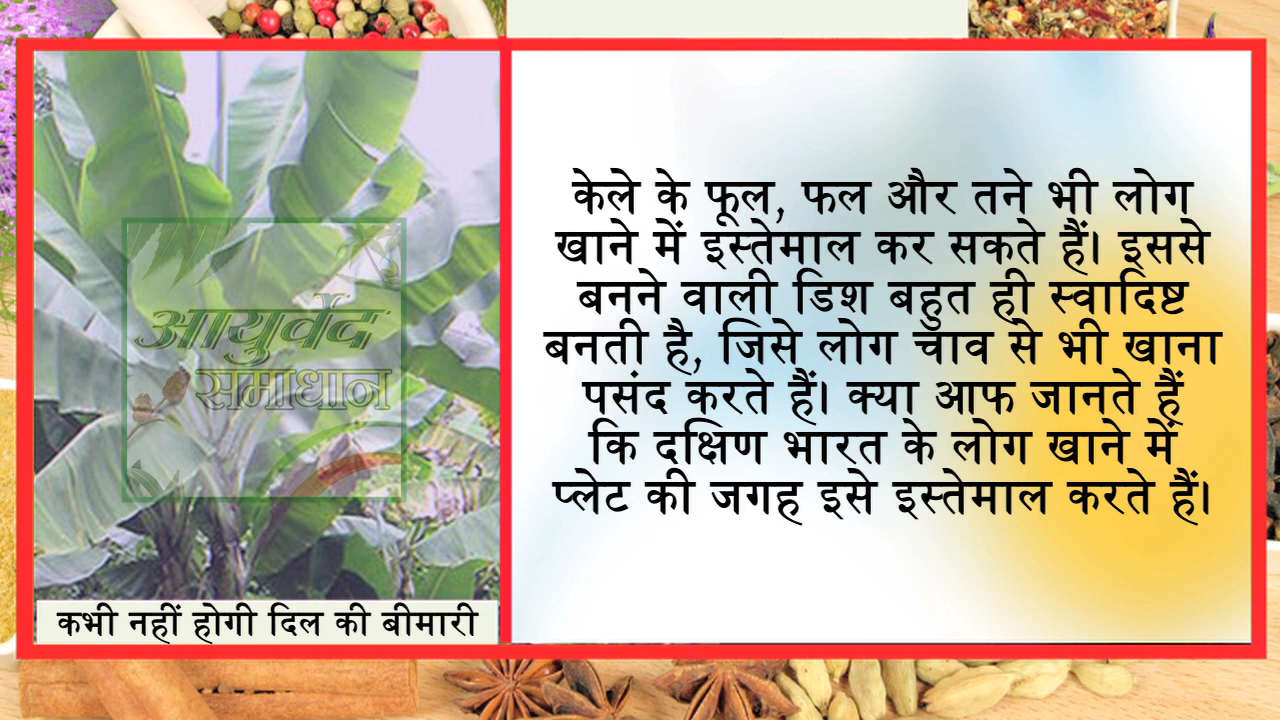 आयुर्वेद
समाधान
कभी नहीं होगी दिल की बीमारी
केले के फूल, फल और तने भी लोग
खाने में इस्तेमाल कर सकते हैं। इससे
बनने वाली डिश बहुत ही स्वादिष्ट
बनती है, जिसे लोग चाव से भी खाना
पसंद करते हैं। क्या आफ जानते हैं
कि दक्षिण भारत के लोग खाने में
प्लेट की जगह इसे इस्तेमाल करते हैं।